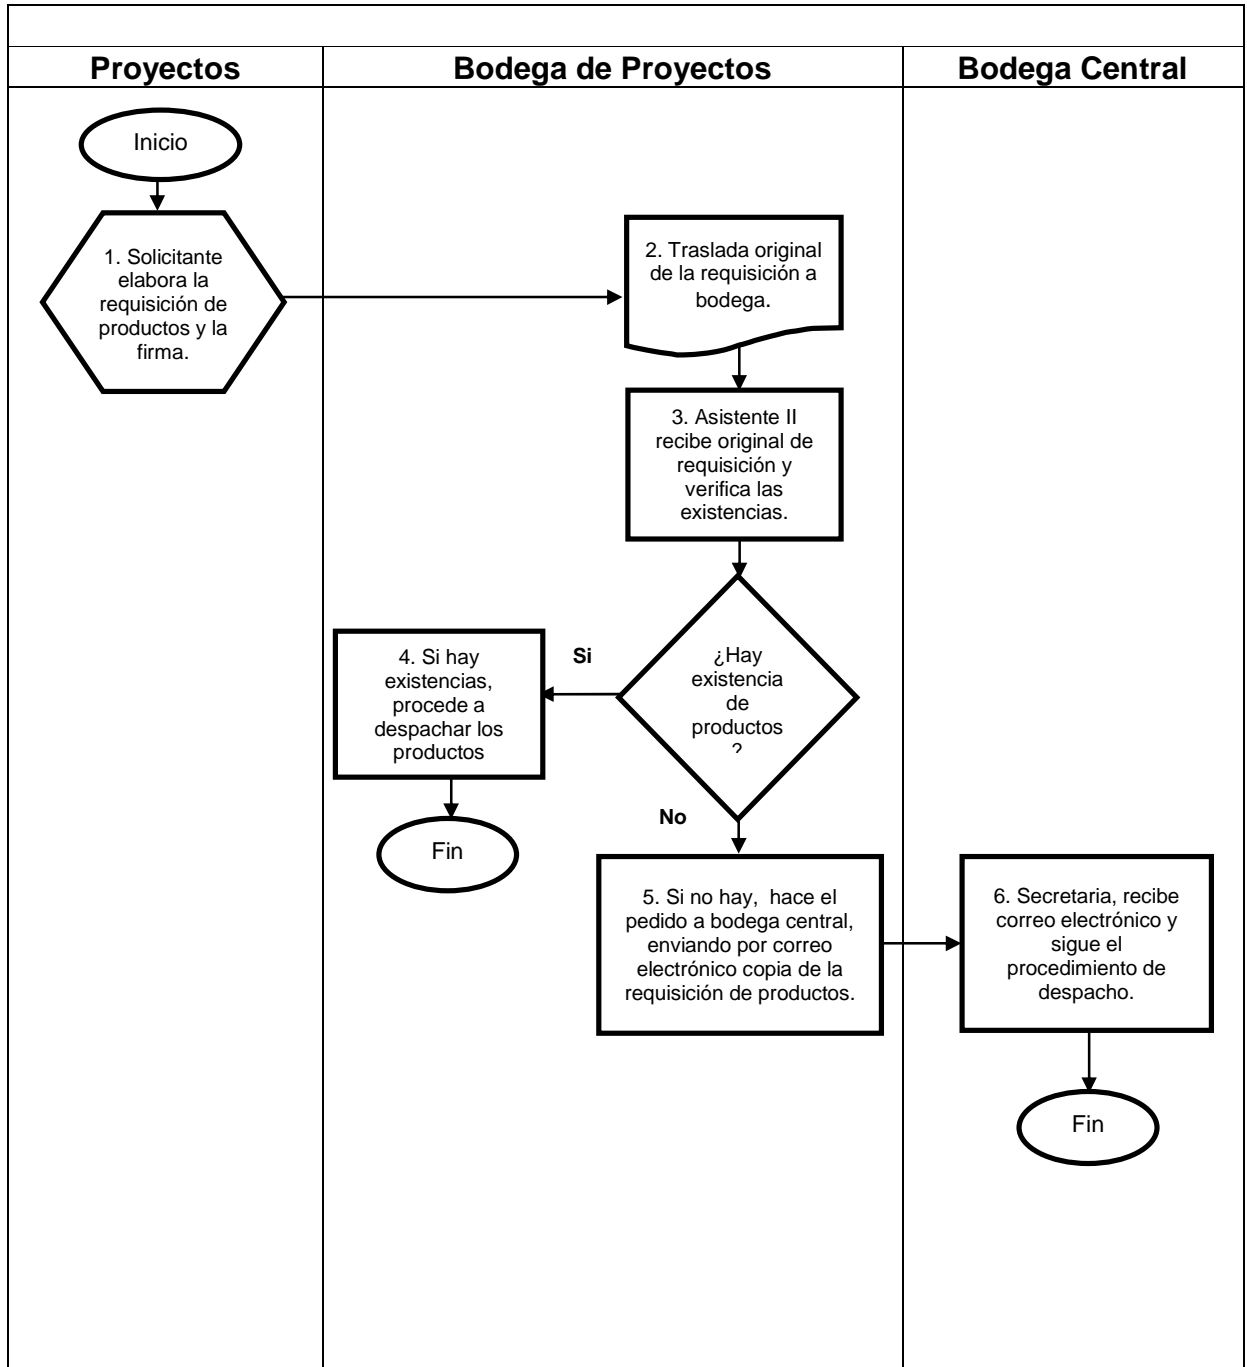 Proyectos
Bodega de Proyectos
Bodega Central
Inicio
1. Solicitante
elabora la
requisición de
productos y la
firma.
2. Traslada original
de la requisición a
bodega.
3. Asistente II
recibe original de
requisición y
verifica las
existencias.
¿Hay
existencia
de
productos
?
Si
4. Si hay
existencias,
procede a
despachar los
productos
Fin
No
5. Si no hay,  hace el
pedido a bodega central,
enviando por correo
electrónico copia de la
requisición de productos.
6. Secretaria, recibe
correo electrónico y
sigue el
procedimiento de
despacho.
Fin